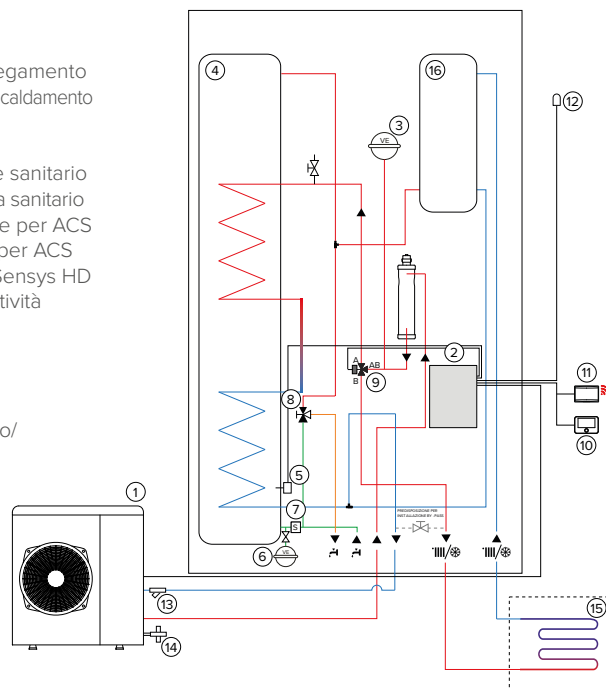 egamento
caldamento
e sanitario
a sanitario
e per ACS
per ACS
Sensys HD
tività
o/
4
16
12
3
VE
A
AB
B
9
2
11
10
8
5
7
S
6
VE
PREDISPOSIZIONE PER
INSTALLAZIONE BY-PASS
1
13
14
15